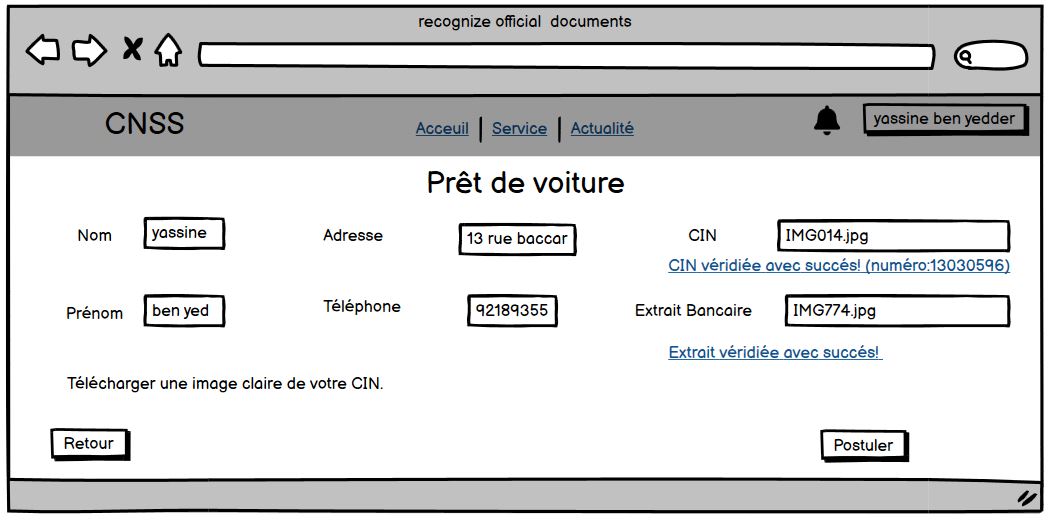 recognize official documents
CNSS
Acceuil | Service | Actualité
yassine ben yedder
Prêt de voiture
Nom
yassine
Adresse
13 rue baccar
CIN
IMG014.jpg
CIN véridiée avec succés! (numéro:13030596)
Prénom
ben yed
Téléphone
92189355
Extrait Bancaire
IMG774.jpg
Extrait véridiée avec succés!
Télécharger une image claire de votre CIN.
Retour
Postuler